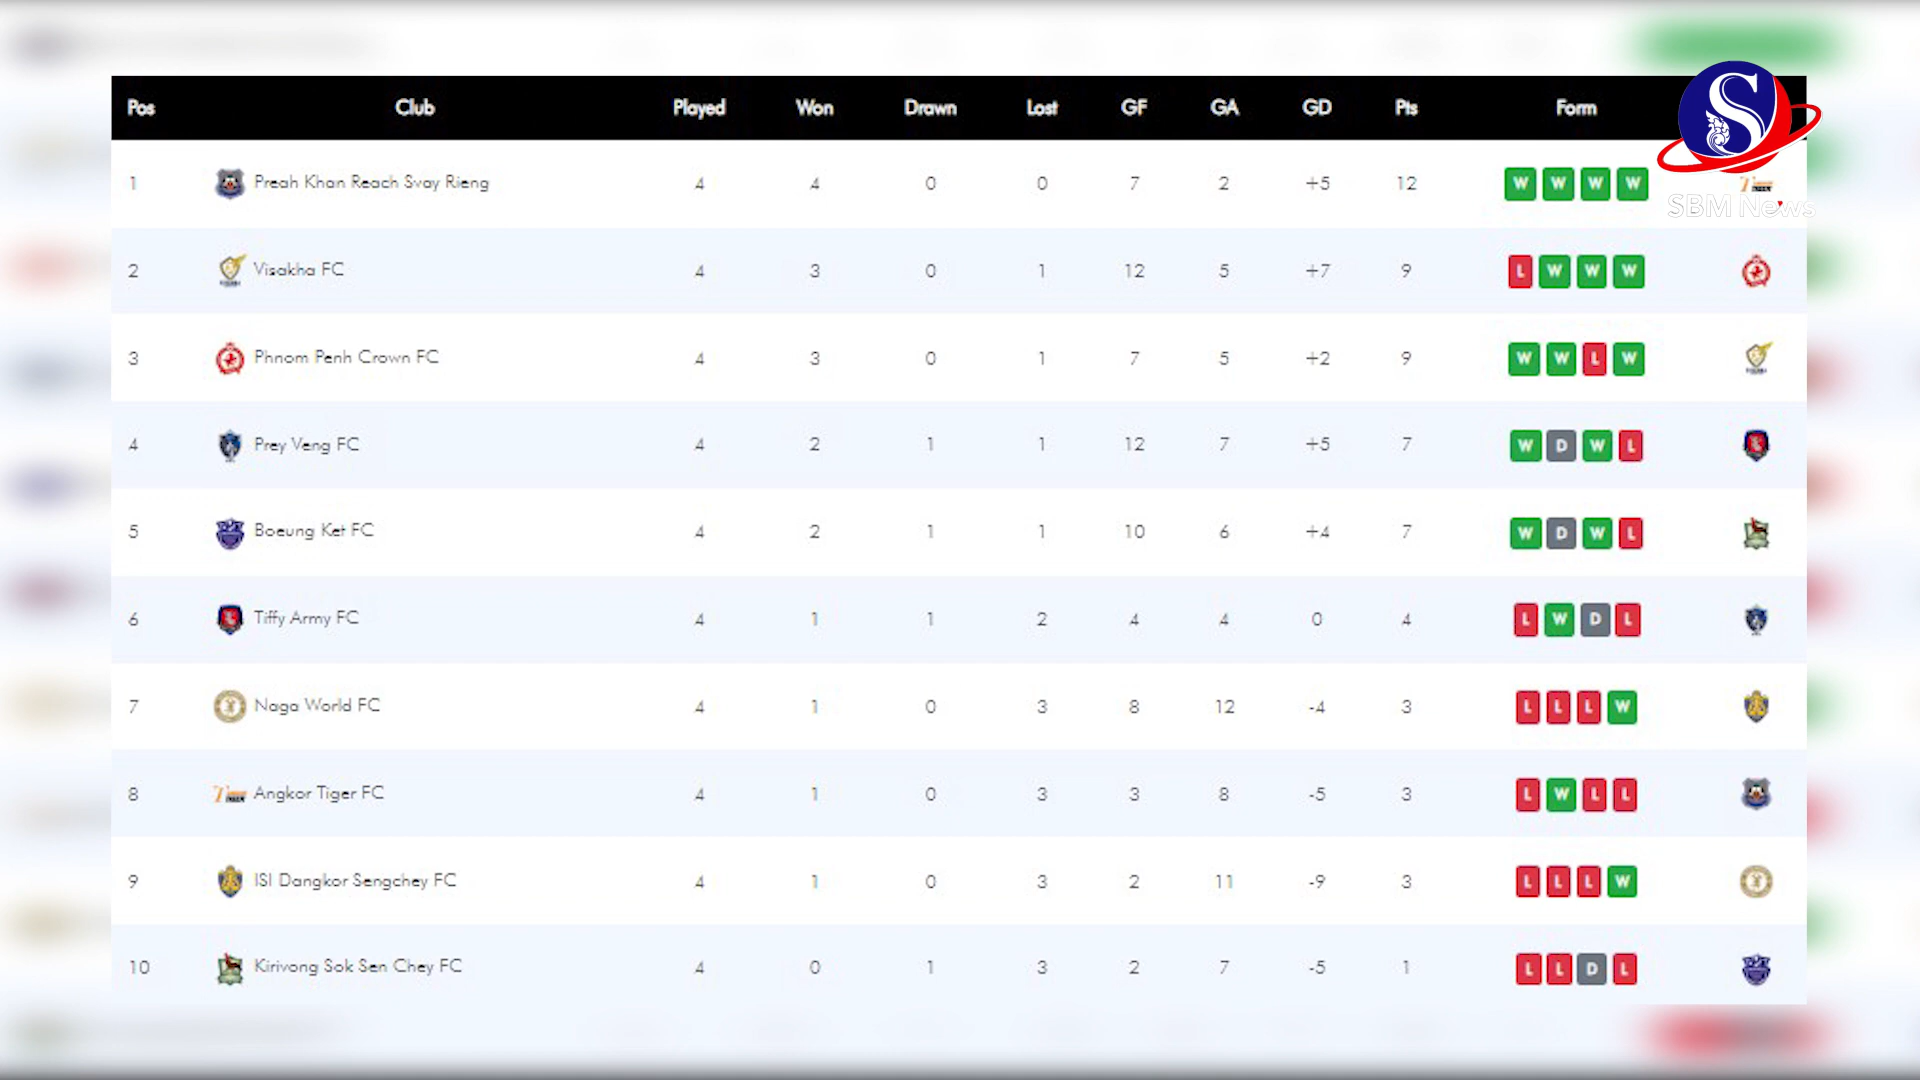 Pos Club Played Won Drawn Lost GF GA GD Pts Form
1 Preah Khan Reach Svay Rieng 4 4 0 0 7 2 +5 12 W W W W
SBM News
2 Visakha FC 4 3 0 1 12 5 +7 9 L W W W
3 Phnom Penh Crown FC 4 3 0 1 7 5 +2 9 W W L W
4 Prey Veng FC 4 2 1 1 12 7 +5 7 W D W L
5 Boeung Ket FC 4 2 1 1 10 6 +4 7 W D W L
6 Tiffy Army FC 4 1 1 2 4 4 0 4 L W D L
7 Naga World FC 4 1 0 3 8 12 -4 3 L L L W
8 Angkor Tiger FC 4 1 0 3 3 8 -5 3 L W L L
9 ISI Dangkor Sengchey FC 4 1 0 3 2 11 -9 3 L L L W
10 Kirivong Sok Sen Chey FC 4 0 1 3 2 7 -5 1 L L D L